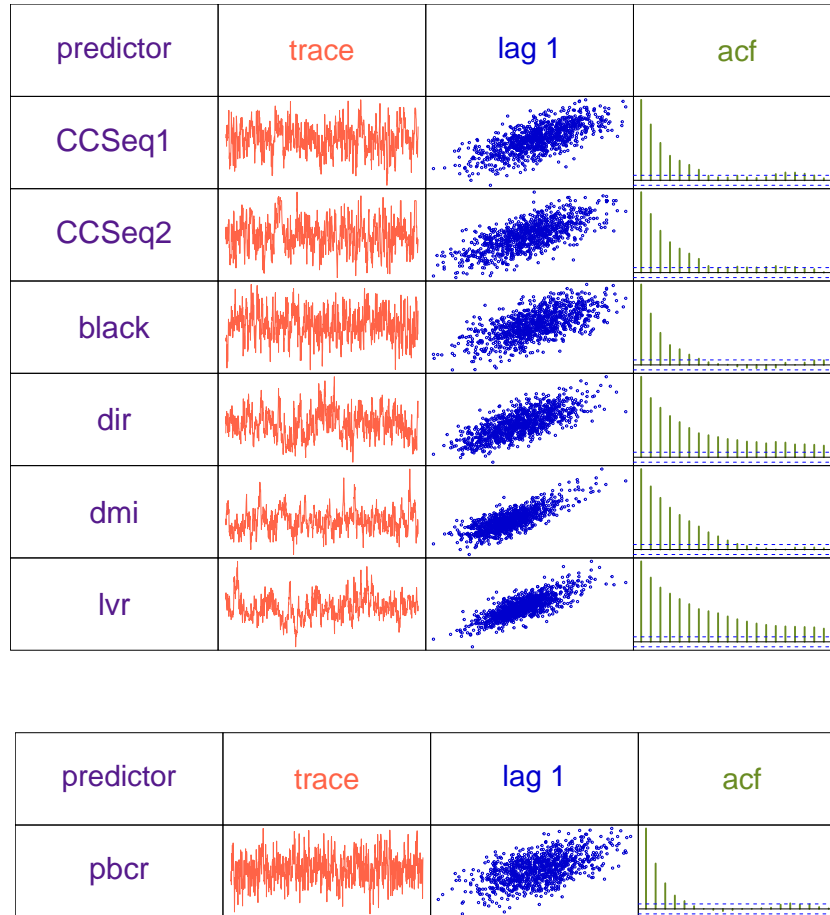 predictor trace lag 1 acf
CCSeq1
CCSeq2
black
dir
dmi
lvr
predictor trace lag 1 acf
pbcr